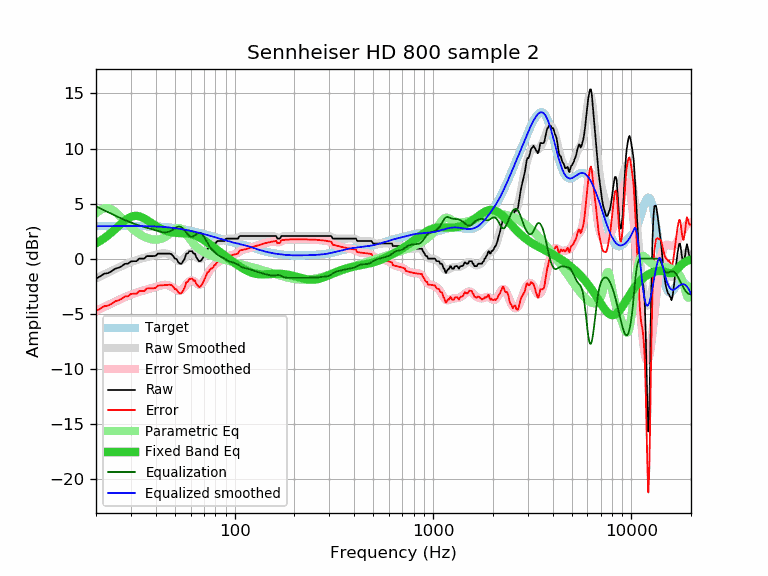 Sennheiser HD 800 sample 2
Amplitude (dBr)
15
10
5
0
−5
−10
−15
−20
Target
Raw Smoothed
Error Smoothed
Raw
Error
Parametric Eq
Fixed Band Eq
Equalization
Equalized smoothed
100
1000
10000
Frequency (Hz)